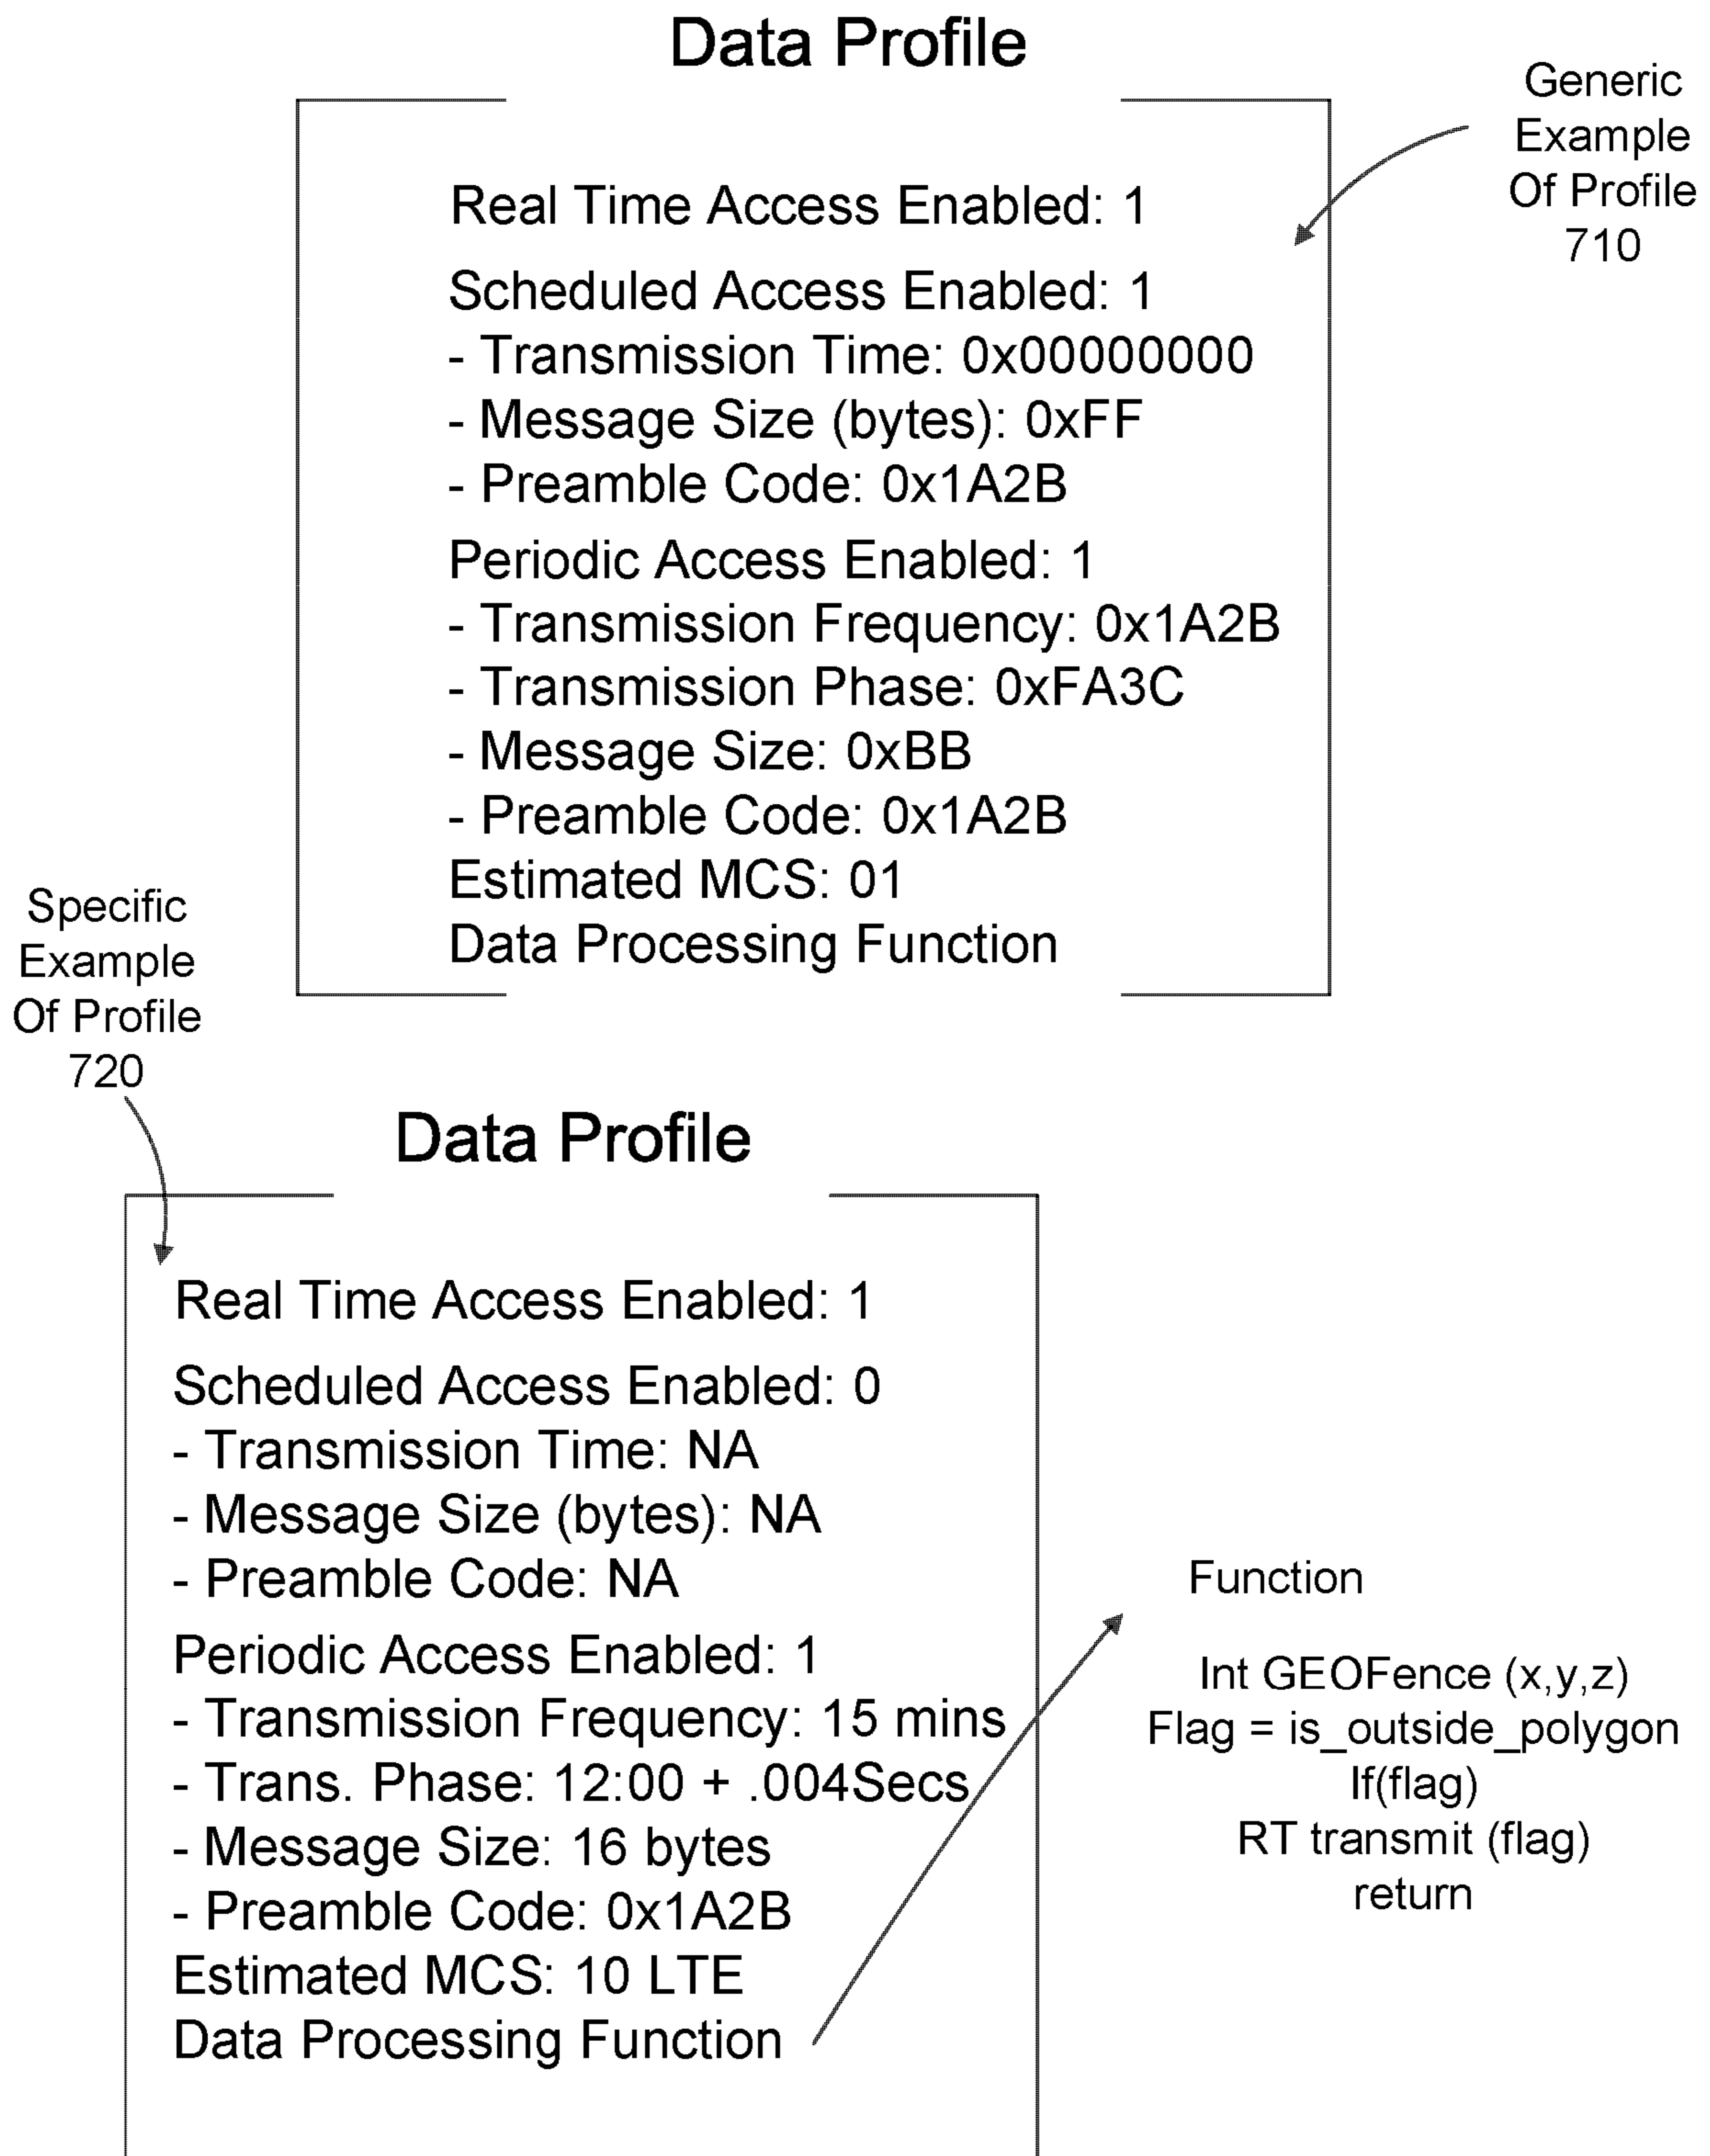 Data Profile
Generic
Example
Of Profile
710
Real Time Access Enabled: 1
Scheduled Access Enabled: 1
- Transmission Time: 0x00000000
- Message Size (bytes): 0xFF
- Preamble Code: 0x1A2B
Periodic Access Enabled: 1
- Transmission Frequency: 0x1A2B
- Transmission Phase: 0xFA3C
- Message Size: 0xBB
- Preamble Code: 0x1A2B
Estimated MCS: 01
Data Processing Function
Specific
Example
Of Profile
720
Data Profile
Real Time Access Enabled: 1
Scheduled Access Enabled: 0
- Transmission Time: NA
- Message Size (bytes): NA
- Preamble Code: NA
Periodic Access Enabled: 1
- Transmission Frequency: 15 mins
- Trans. Phase: 12:00 + .004Secs
- Message Size: 16 bytes
- Preamble Code: 0x1A2B
Estimated MCS: 10 LTE
Data Processing Function
Function
Int GEOFence (x,y,z)
Flag = is_outside_polygon
If(flag)
RT transmit (flag)
return